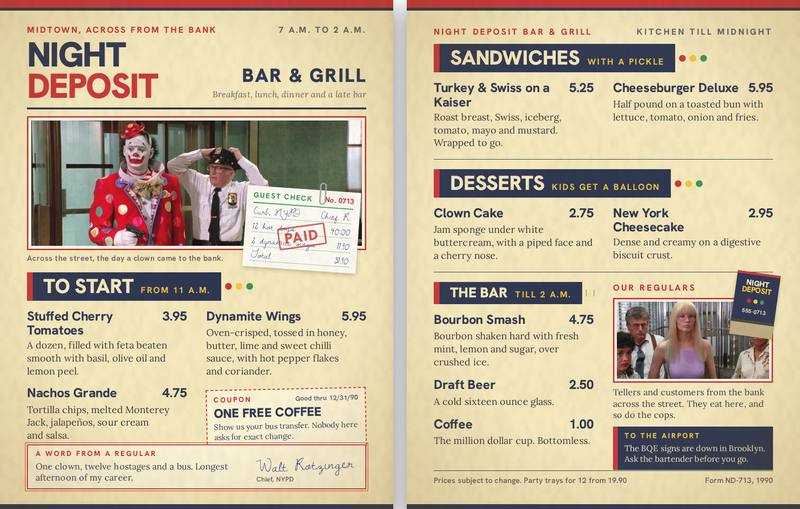 MIDTOWN, ACROSS FROM THE BANK
7 A.M. TO 2 A.M.
NIGHT
DEPOSIT
BAR & GRILL
Breakfast, lunch, dinner and a late bar
GUEST CHECK
No. 0713
Curb, NYPD
Chief R.
12 hot
90.00
2 dynamite wings
11.90
Total
PAID
Across the street, the day a clown came to the bank.
TO START FROM 11 A.M.
Stuffed Cherry 3.95
Tomatoes
A dozen, filled with feta beaten
smooth with basil, olive oil and
lemon peel.
Dynamite Wings 5.95
Oven-crisped, tossed in honey,
butter, lime and sweet chilli
sauce, with hot pepper flakes
and coriander.
Nachos Grande 4.75
Tortilla chips, melted Monterey
Jack, jalapeños, sour cream
and salsa.
COUPON
Good thru 12/31/90
ONE FREE COFFEE
Show us your bus transfer. Nobody here
asks for exact change.
A WORD FROM A REGULAR
One clown, twelve hostages and a bus. Longest
afternoon of my career.
Walt Rotzinger
Chief, NYPD
NIGHT DEPOSIT BAR & GRILL
KITCHEN TILL MIDNIGHT
SANDWICHES WITH A PICKLE
Turkey & Swiss on a 5.25
Kaiser
Roast breast, Swiss, iceberg,
tomato, mayo and mustard.
Wrapped to go.
Cheeseburger Deluxe 5.95
Half pound on a toasted bun with
lettuce, tomato, onion and fries.
DESSERTS KIDS GET A BALLOON
Clown Cake 2.75
Jam sponge under white
buttercream, with a piped face and
a cherry nose.
New York 2.95
Cheesecake
Dense and creamy on a digestive
biscuit crust.
THE BAR TILL 2 A.M.
Bourbon Smash 4.75
Bourbon shaken hard with fresh
mint, lemon and sugar, over
crushed ice.
Draft Beer 2.50
A cold sixteen ounce glass.
Coffee 1.00
The million dollar cup. Bottomless.
OUR REGULARS
NIGHT
DEPOSIT
555-0713
Tellers and customers from the bank
across the street. They eat here, and
so do the cops.
TO THE AIRPORT
The BQE signs are down in Brooklyn.
Ask the bartender before you go.
Prices subject to change. Party trays for 12 from 19.90
Form ND-713, 1990